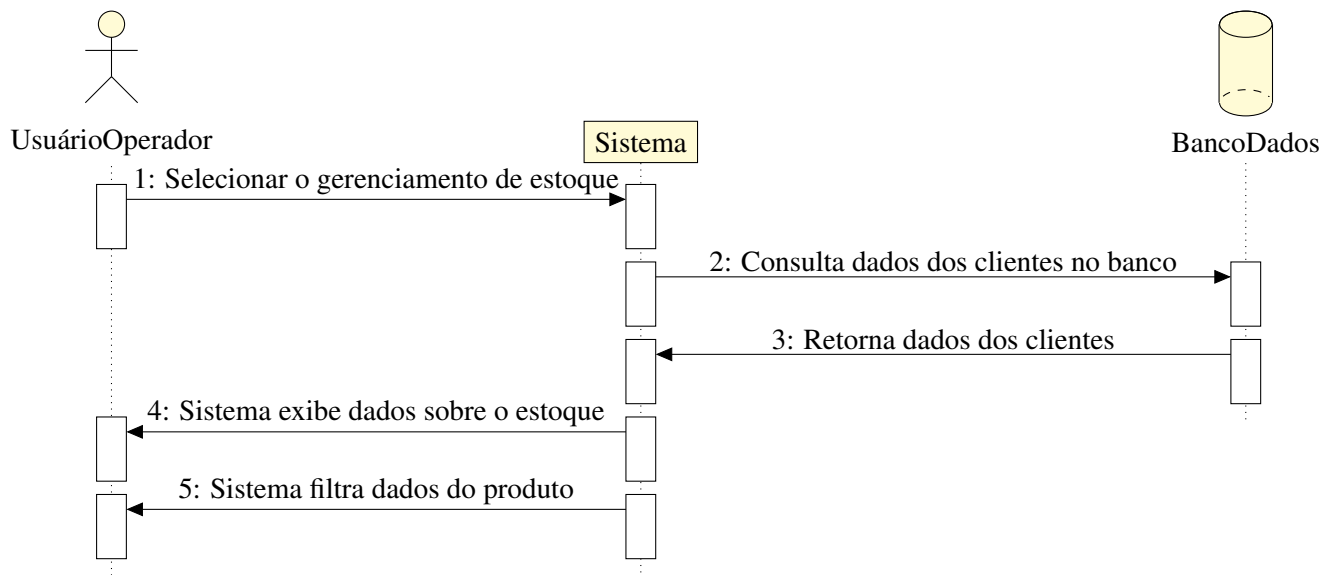 UsuárioOperador
Sistema
BancoDados
1: Selecionar o gerenciamento de estoque
2: Consulta dados dos clientes no banco
3: Retorna dados dos clientes
4: Sistema exibe dados sobre o estoque
5: Sistema filtra dados do produto